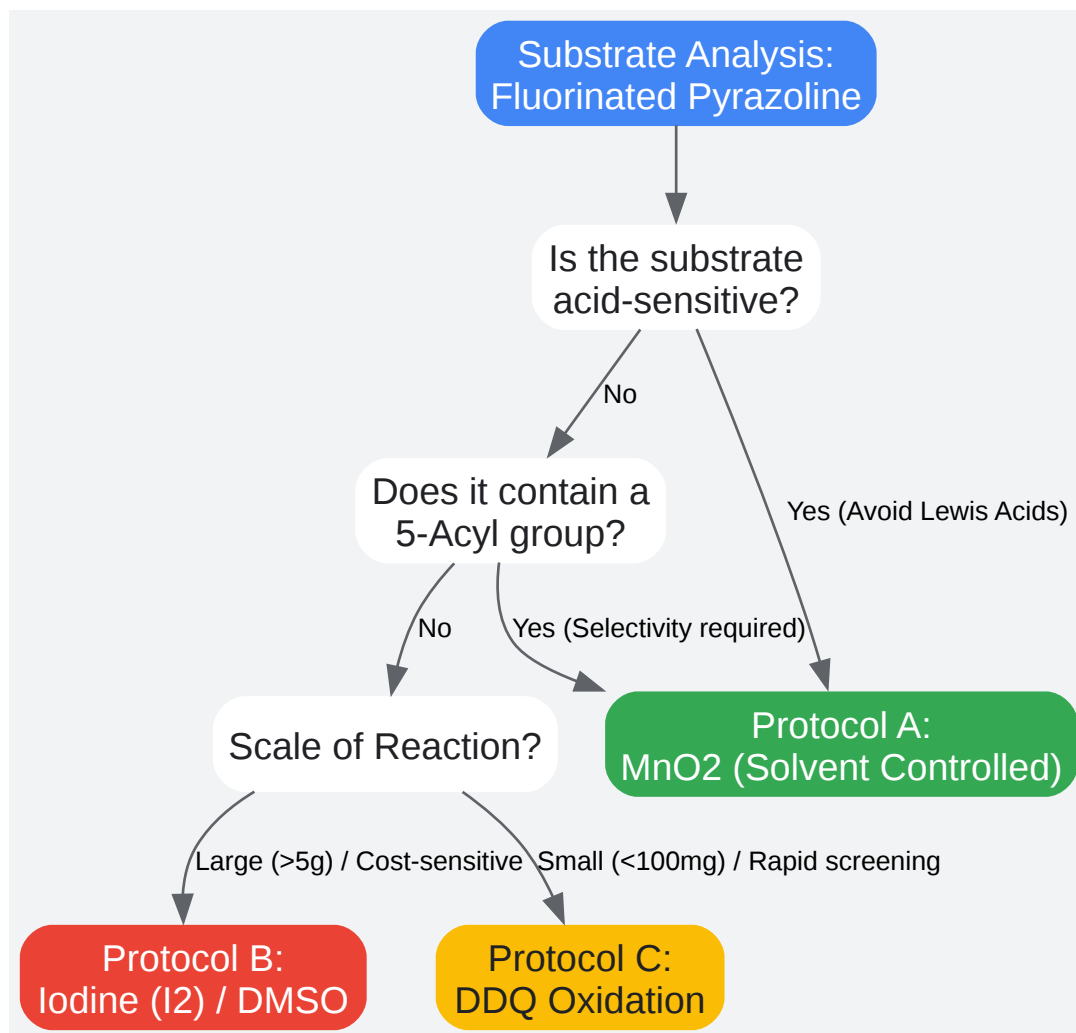 Substrate Analysis:
Fluorinated Pyrazoline
Is the substrate
acid-sensitive?
No
Yes (Avoid Lewis Acids)
Does it contain a
5-Acyl group?
No
Yes (Selectivity required)
Scale of Reaction?
Protocol A:
MnO2 (Solvent Controlled)
Large (>5g) / Cost-sensitive
Small (<100mg) / Rapid screening
Protocol B:
Iodine (I2) / DMSO
Protocol C:
DDQ Oxidation